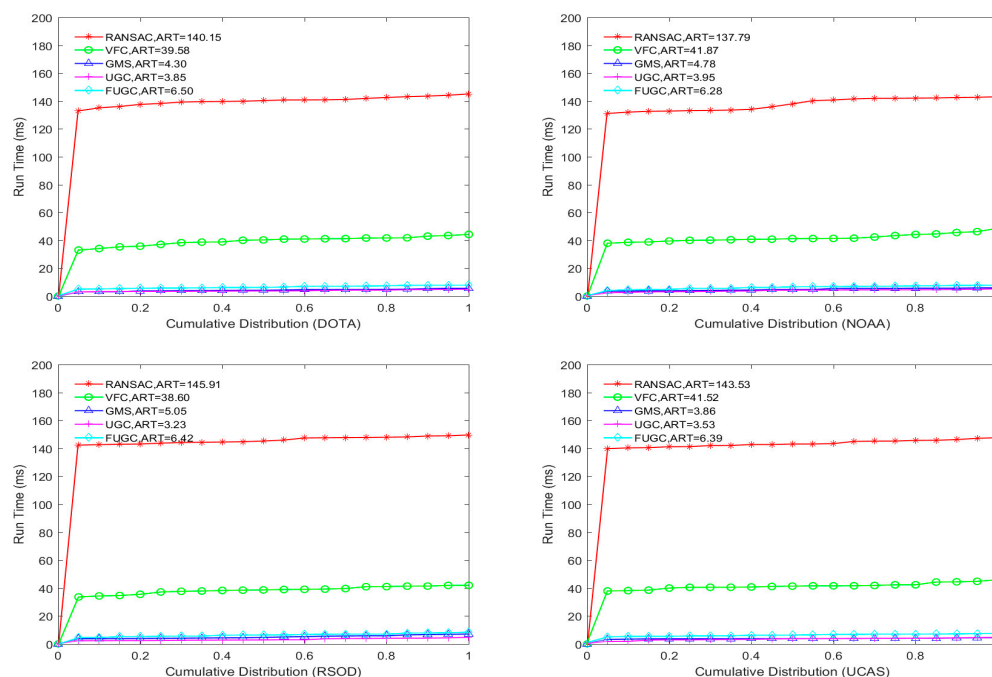 200
180
160
140
120
100
80
60
40
20
0
Run Time (ms)
RANSAC,ART=140.15
VFC,ART=39.58
GMS,ART=4.30
UGC,ART=3.85
FUGC,ART=6.50
0 0.2 0.4 0.6 0.8 1
Cumulative Distribution (DOTA)
200
180
160
140
120
100
80
60
40
20
0
Run Time (ms)
RANSAC,ART=137.79
VFC,ART=41.87
GMS,ART=4.78
UGC,ART=3.95
FUGC,ART=6.28
0 0.2 0.4 0.6 0.8
Cumulative Distribution (NOAA)
200
180
160
140
120
100
80
60
40
20
0
Run Time (ms)
RANSAC,ART=145.91
VFC,ART=38.60
GMS,ART=5.05
UGC,ART=3.23
FUGC,ART=6.42
0 0.2 0.4 0.6 0.8 1
Cumulative Distribution (RSOD)
200
180
160
140
120
100
80
60
40
20
0
Run Time (ms)
RANSAC,ART=143.53
VFC,ART=41.52
GMS,ART=3.86
UGC,ART=3.53
FUGC,ART=6.39
0 0.2 0.4 0.6 0.8
Cumulative Distribution (UCAS)